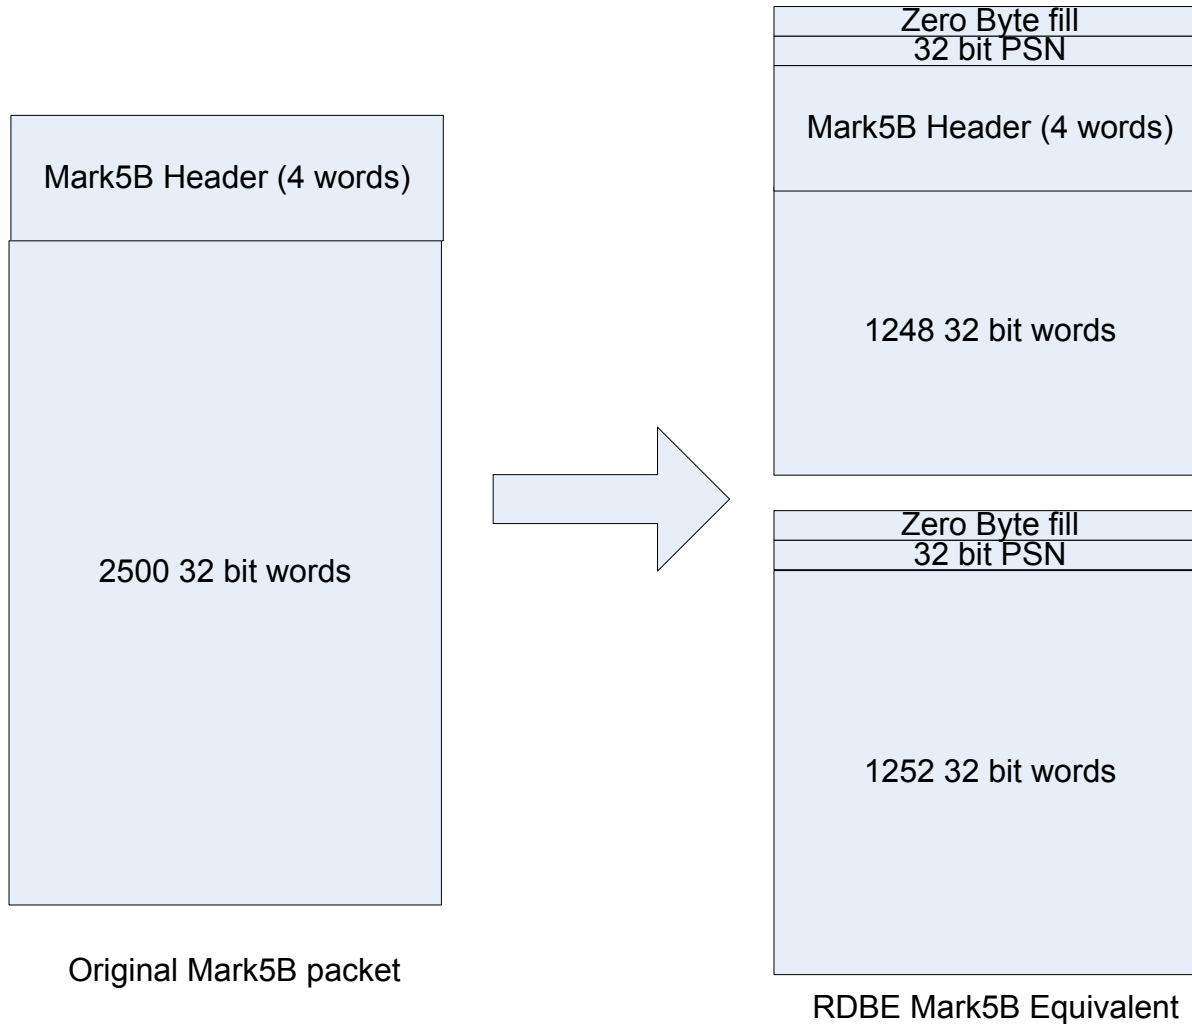 Mark5B Header (4 words)
2500 32 bit words
Original Mark5B packet
Zero Byte fill
32 bit PSN
Mark5B Header (4 words)
1248 32 bit words
Zero Byte fill
32 bit PSN
1252 32 bit words
RDBE Mark5B Equivalent